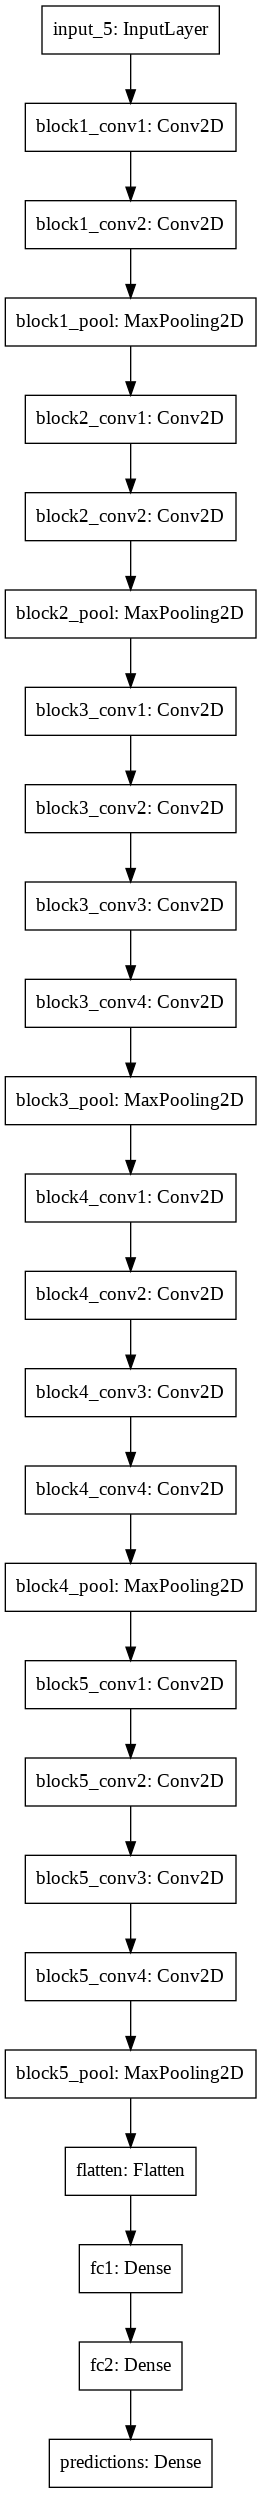 input_5: InputLayer
block1_conv1: Conv2D
block1_conv2: Conv2D
block1_pool: MaxPooling2D
block2_conv1: Conv2D
block2_conv2: Conv2D
block2_pool: MaxPooling2D
block3_conv1: Conv2D
block3_conv2: Conv2D
block3_conv3: Conv2D
block3_conv4: Conv2D
block3_pool: MaxPooling2D
block4_conv1: Conv2D
block4_conv2: Conv2D
block4_conv3: Conv2D
block4_conv4: Conv2D
block4_pool: MaxPooling2D
block5_conv1: Conv2D
block5_conv2: Conv2D
block5_conv3: Conv2D
block5_conv4: Conv2D
block5_pool: MaxPooling2D
flatten: Flatten
fc1: Dense
fc2: Dense
predictions: Dense